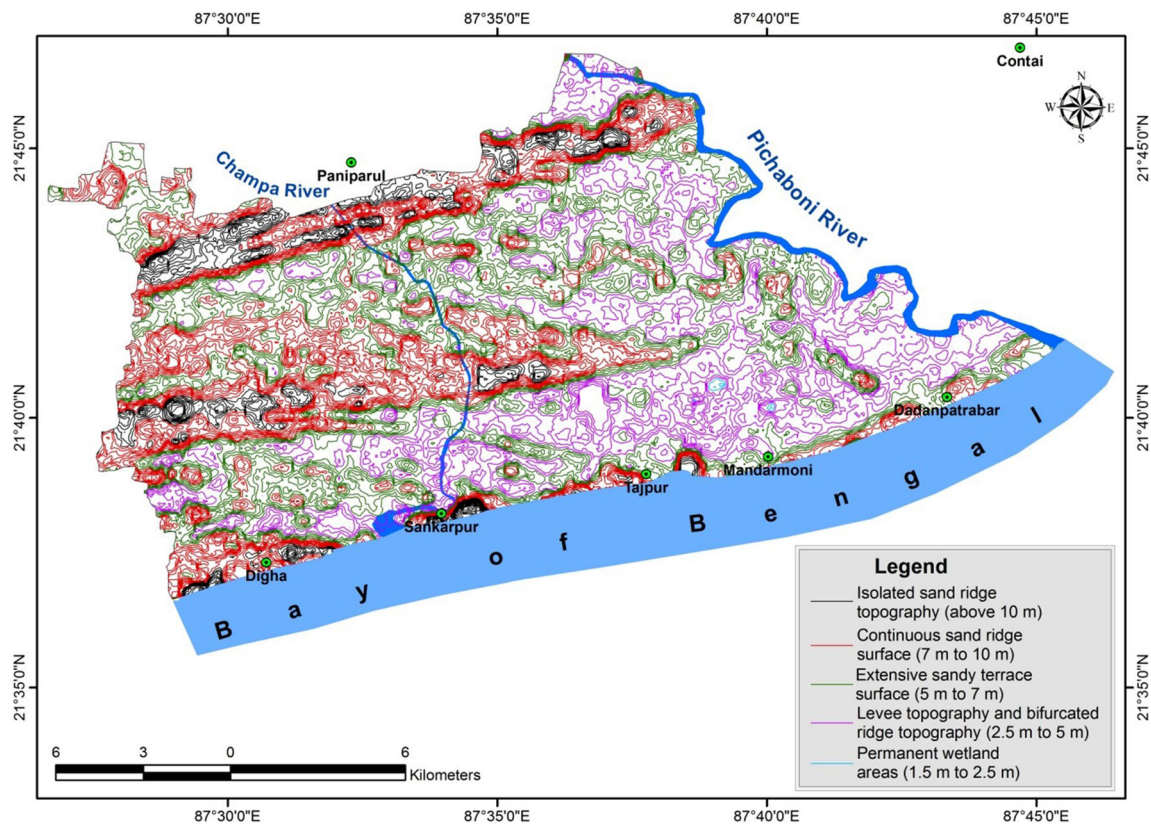 87°30'0"E
87°35'0"E
87°40'0"E
87°45'0"E
Contai
N
W
E
S
21°45'0"N
21°45'0"N
Paniparul
Champa River
Pichaboni River
21°40'0"N
21°40'0"N
Dadanpatrabar
Mandarmoni
Tajpur
Sankarpur
Digha
Bay of Bengal
Legend
Isolated sand ridge
topography (above 10 m)
Continuous sand ridge
surface (7 m to 10 m)
Extensive sandy terrace
surface (5 m to 7 m)
Levee topography and bifurcated
ridge topography (2.5 m to 5 m)
Permanent wetland
areas (1.5 m to 2.5 m)
21°35'0"N
21°35'0"N
6 3 0 6
Kilometers
87°30'0"E
87°35'0"E
87°40'0"E
87°45'0"E